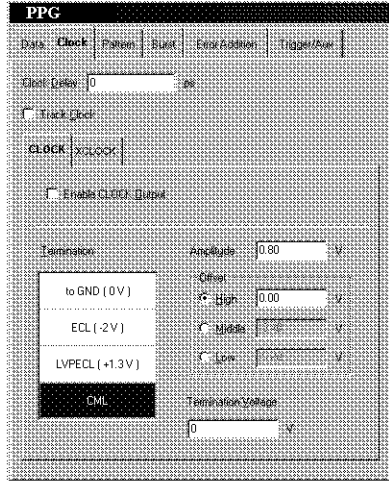 PPG
Data Clock Pattern Burst Error Addition Trigger/Aux
Clock Delay 0 ps
Track Clock
CLOCK XCLOCK
Enable CLOCK Output
Termination Amplitude 0.80 V
Offset
to GND ( 0 V ) High 0.00 V
ECL ( -2 V ) Middle V
LVPECL ( +1.3 V ) Low V
CML Termination Voltage
0 V